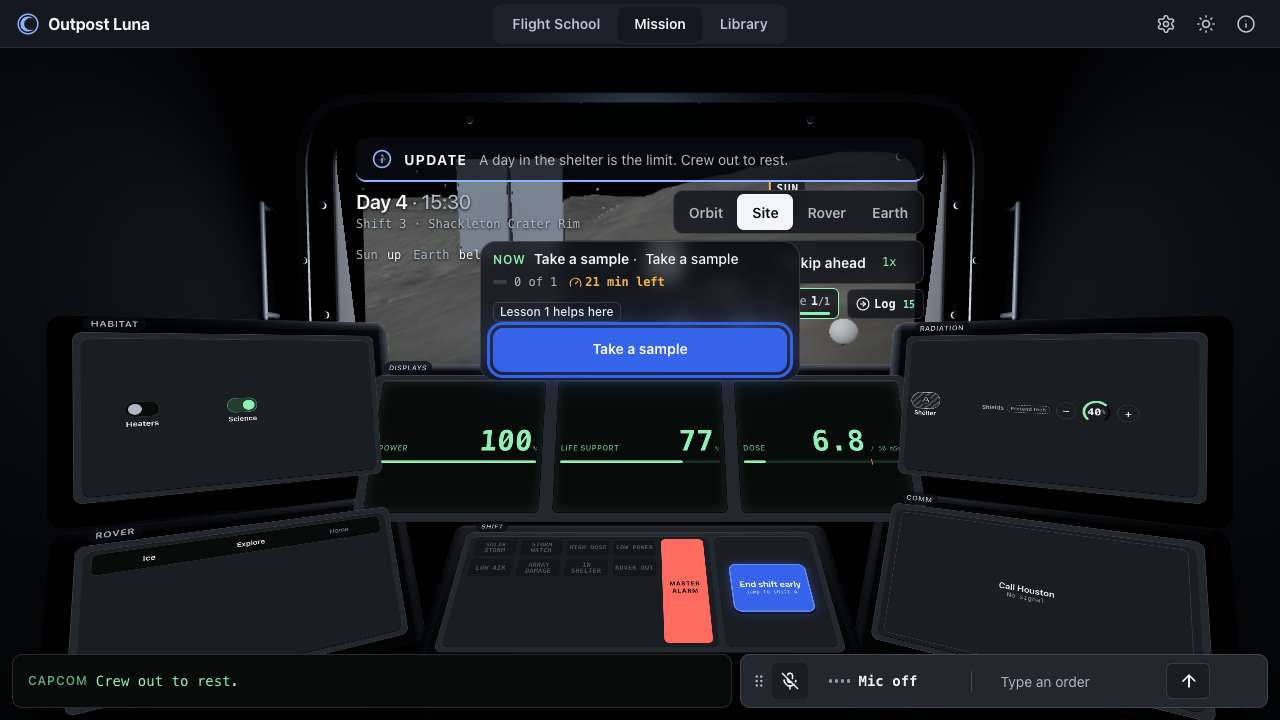 Outpost Luna
Flight School
Mission
Library
UPDATE A day in the shelter is the limit. Crew out to rest.
SUN
Day 4 · 15:30
Shift 3 · Shackleton Crater Rim
Sun up Earth bel
Orbit
Site
Rover
Earth
NOW Take a sample · Take a sample
0 of 1 21 min left
Lesson 1 helps here
Take a sample
kip ahead 1x
e 1/1
Log 15
HABITAT
Heaters
Science
DISPLAYS
POWER 100%
LIFE SUPPORT 77%
DOSE 6.8
RADIATION
Shelter
Shields Pretend tech − 40 +
ROVER
Ice
Explore
Home
SHIFT
SOLAR STORM
STORM WATCH
HIGH DOSE
LOW POWER
LOW AIR
ARRAY DAMAGE
IN SHELTER
ROVER OUT
MASTER ALARM
End shift early
jump to shift 4
COMM
Call Houston
No signal
CAPCOM Crew out to rest.
Mic off
Type an order